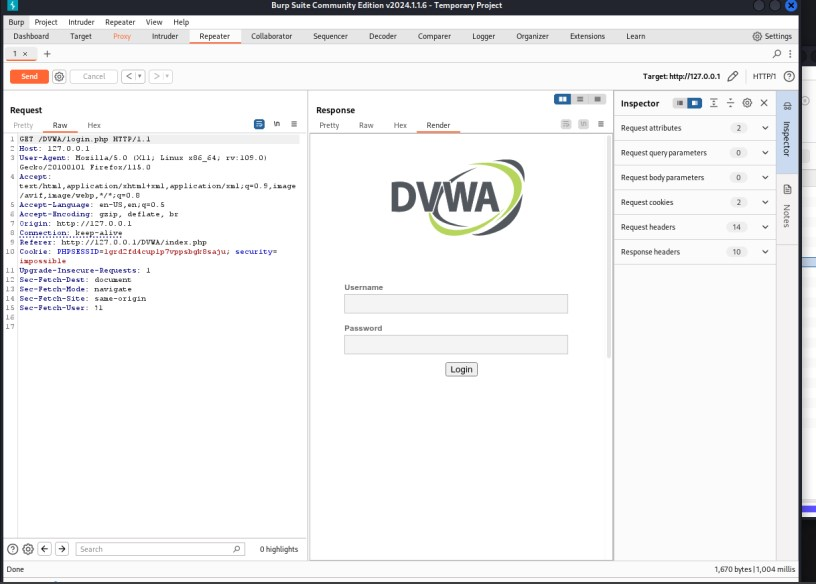 Burp Suite Community Edition v2024.1.1.6 - Temporary Project
Burp Project Intruder Repeater View Help
Dashboard Target Proxy Intruder Repeater Collaborator Sequencer Decoder Comparer Logger Organizer Extensions Learn Settings
1 × +
Send Cancel < >
Target: http://127.0.0.1 HTTP/1 ?
Request
Pretty Raw Hex \n
1 GET /DVWA/login.php HTTP/1.1
2 Host: 127.0.0.1
3 User-Agent: Mozilla/5.0 (X11; Linux x86_64; rv:109.0)
Gecko/20100101 Firefox/115.0
4 Accept:
text/html,application/xhtml+xml,application/xml;q=0.9,image
/avif,image/webp,*/*;q=0.8
5 Accept-Language: en-US,en;q=0.5
6 Accept-Encoding: gzip, deflate, br
7 Origin: http://127.0.0.1
8 Connection: keep-alive
9 Referer: http://127.0.0.1/DVWA/index.php
10 Cookie: security=
impossible
11 Upgrade-Insecure-Requests: 1
12 Sec-Fetch-Dest: document
13 Sec-Fetch-Mode: navigate
14 Sec-Fetch-Site: same-origin
15 Sec-Fetch-User: ?1
16
17
Search 0 highlights
Response
Pretty Raw Hex Render \n
DVWA
Username
Password
Login
Inspector
Request attributes 2
Request query parameters 0
Request body parameters 0
Request cookies 2
Request headers 14
Response headers 10
Inspector
Notes
Done
1,670 bytes | 1,004 millis